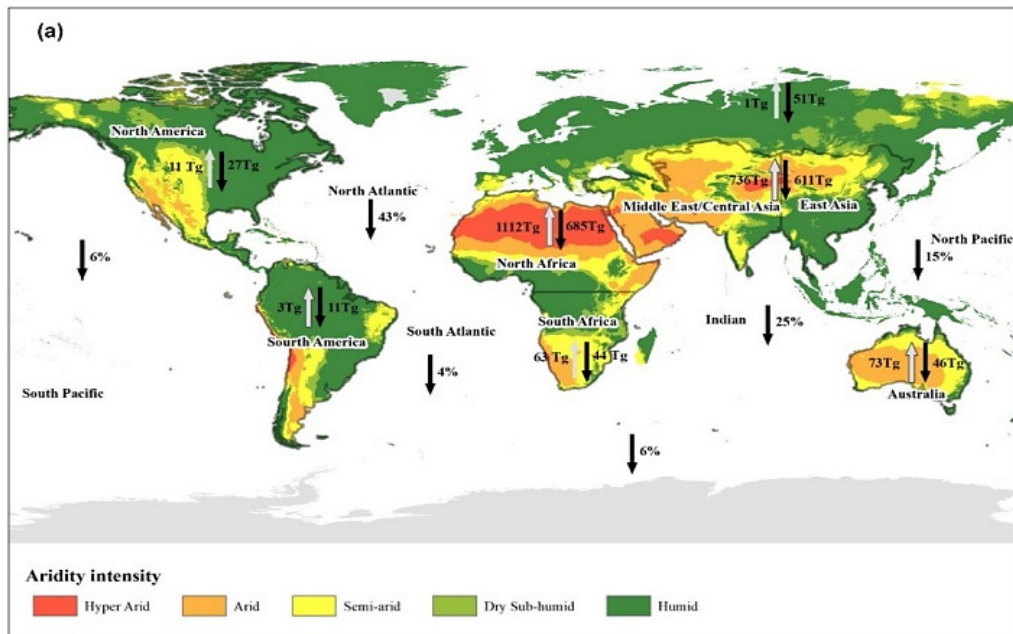 (a)
1Tg 51Tg
North America
11 Tg 27Tg
North Atlantic
43%
736Tg 611Tg
Middle East/Central Asia
East Asia
1112Tg 685Tg
North Africa
North Pacific
15%
6%
3Tg 11Tg
Sourth America
South Atlantic
4%
South Africa
63 Tg 44 Tg
Indian
25%
73Tg 46Tg
Australia
South Pacific
6%
Aridity intensity
Hyper Arid Arid Semi-arid Dry Sub-humid Humid